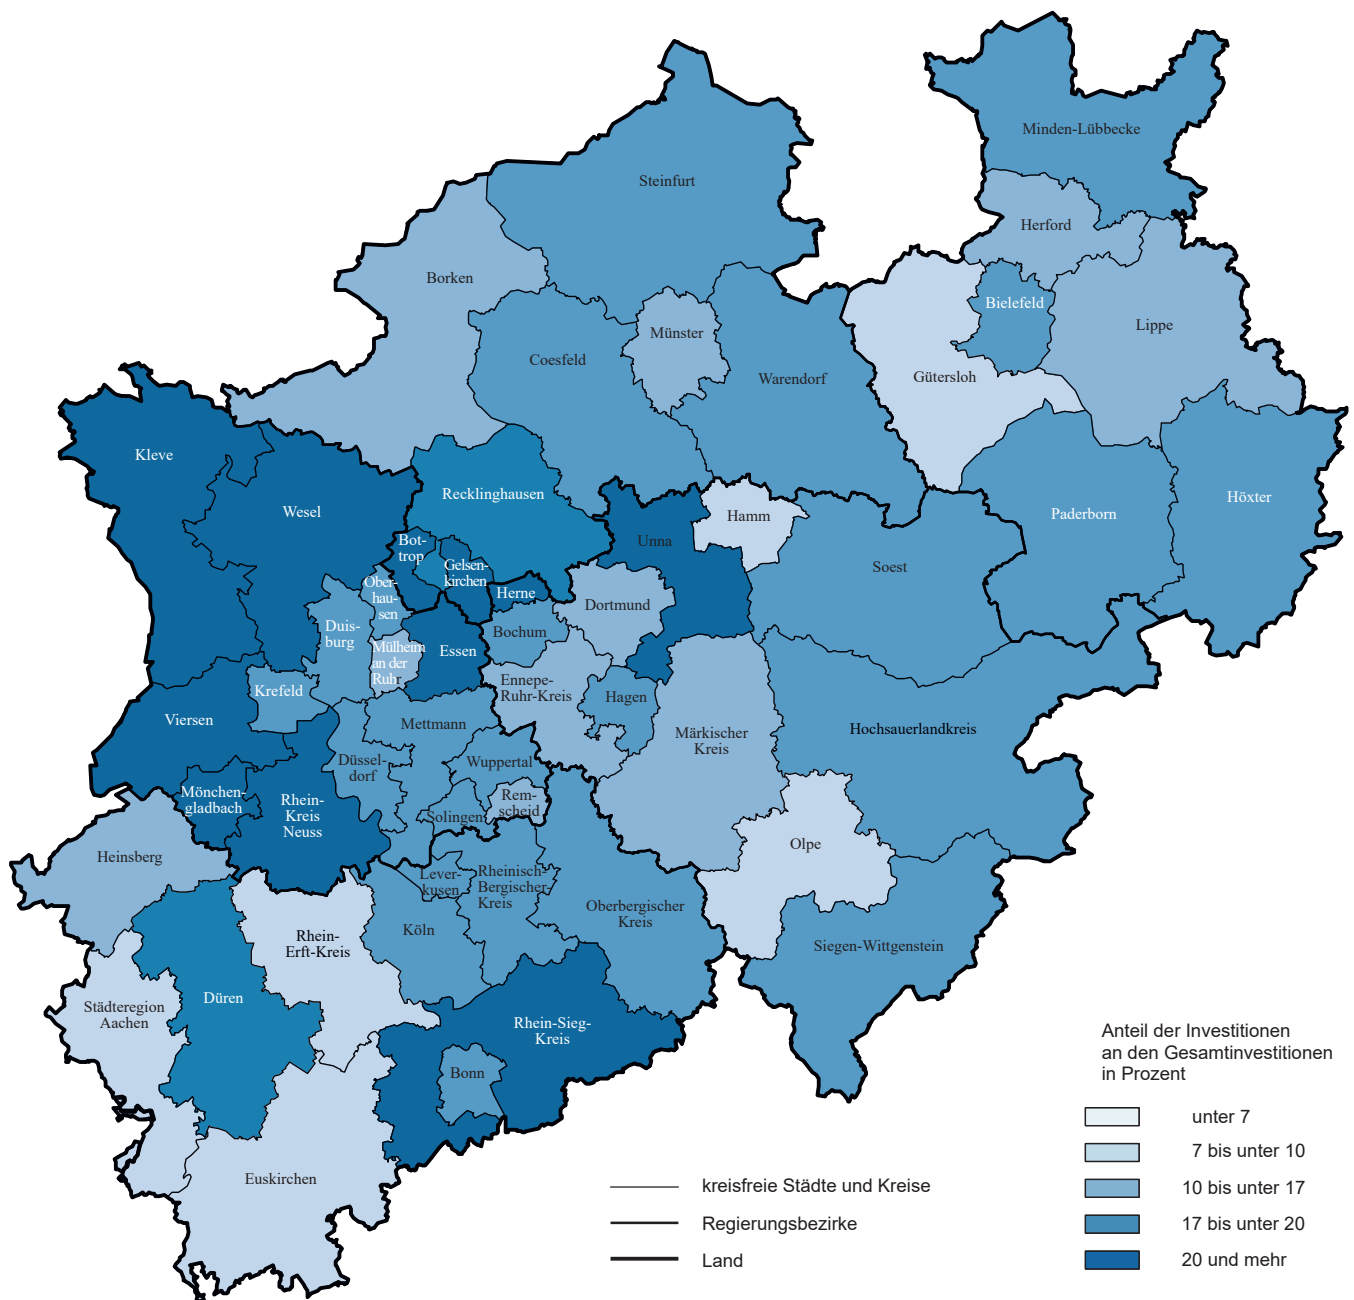 Minden-Lübbecke
Steinfurt
Herford
Borken
Bielefeld
Lippe
Münster
Coesfeld
Warendorf
Gütersloh
Kleve
Recklinghausen
Höxter
Wesel
Hamm
Paderborn
Bot-
trop
Unna
Gelsen-
kirchen
Soest
Ober-
hau-
sen
Herne
Dortmund
Duis-
burg
Bochum
Mülheim
an der
Ruhr
Essen
Ennepe-
Ruhr-Kreis
Krefeld
Hagen
Viersen
Mettmann
Hochsauerlandkreis
Märkischer
Kreis
Düssel-
dorf
Wuppertal
Mönchen-
gladbach
Rhein-
Kreis
Neuss
Rem-
scheid
Solingen
Olpe
Heinsberg
Lever-
kusen
Rheinisch-
Bergischer-
Kreis
Oberbergischer
Kreis
Köln
Rhein-
Erft-Kreis
Siegen-Wittgenstein
Düren
Städteregion
Aachen
Rhein-Sieg-
Kreis
Bonn
Euskirchen
Anteil der Investitionen
an den Gesamtinvestitionen
in Prozent
unter 7
7 bis unter 10
10 bis unter 17
17 bis unter 20
20 und mehr
kreisfreie Städte und Kreise
Regierungsbezirke
Land